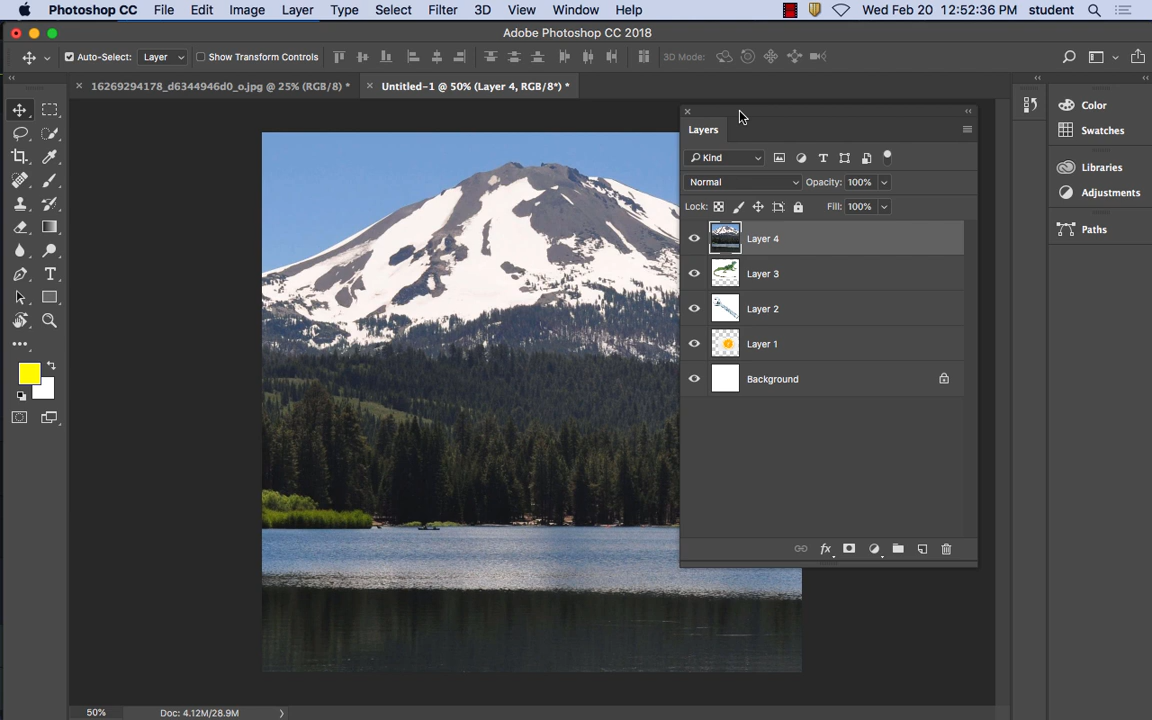 Photoshop CC File Edit Image Layer Type Select Filter 3D View Window Help Wed Feb 20 12:52:36 PM student
Adobe Photoshop CC 2018
Auto-Select: Layer Show Transform Controls 3D Mode:
16269294178_d6344946d0_o.jpg @ 25% (RGB/8) * Untitled-1 @ 50% (Layer 4, RGB/8*) *
Layers
Kind
Normal Opacity: 100%
Lock: Fill: 100%
Layer 4
Layer 3
Layer 2
Layer 1
Background
Color
Swatches
Libraries
Adjustments
Paths
50% Doc: 4.12M/28.9M